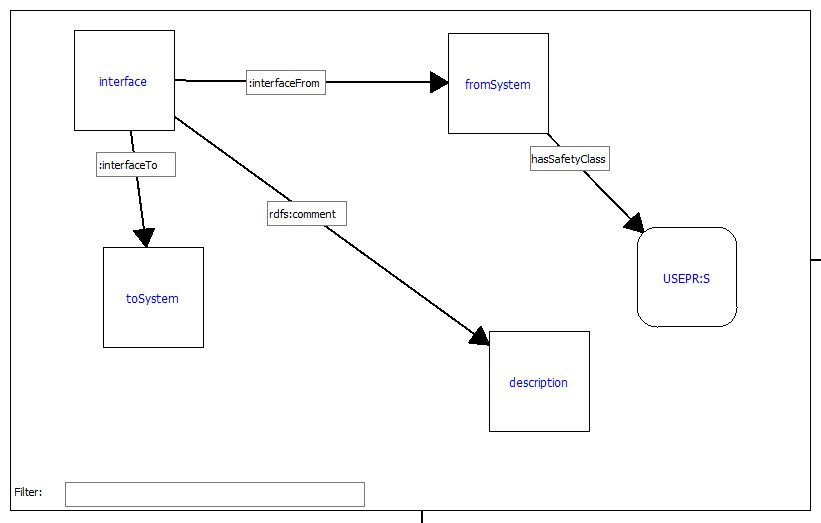 interface
:interfaceFrom
fromSystem
hasSafetyClass
:interfaceTo
rdfs:comment
USEPR:S
toSystem
description
Filter: